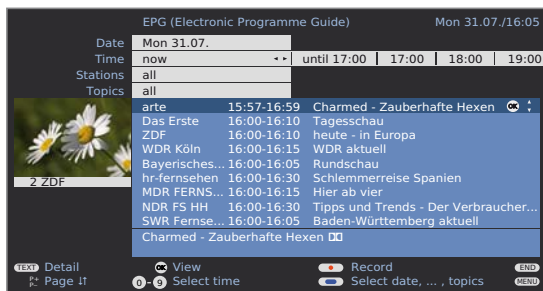 EPG (Electronic Programme Guide) Mon 31.07./16:05
Date Mon 31.07.
Time now until 17:00 17:00 18:00 19:00
Stations all
Topics all
arte 15:57-16:59 Charmed - Zauberhafte Hexen OK
Das Erste 16:00-16:10 Tagesschau
ZDF 16:00-16:10 heute - in Europa
WDR Köln 16:00-16:15 WDR aktuell
Bayerisches... 16:00-16:05 Rundschau
hr-fernsehen 16:00-16:30 Schlemmerreise Spanien
2 ZDF
MDR FERNS... 16:00-16:15 Hier ab vier
NDR FS HH 16:00-16:30 Tipps und Trends - Der Verbraucher...
SWR Fernse... 16:00-16:05 Baden-Württemberg aktuell
Charmed - Zauberhafte Hexen
TEXT Detail OK View Record END
P+ P- Page 0-9 Select time Select date, ... , topics MENU